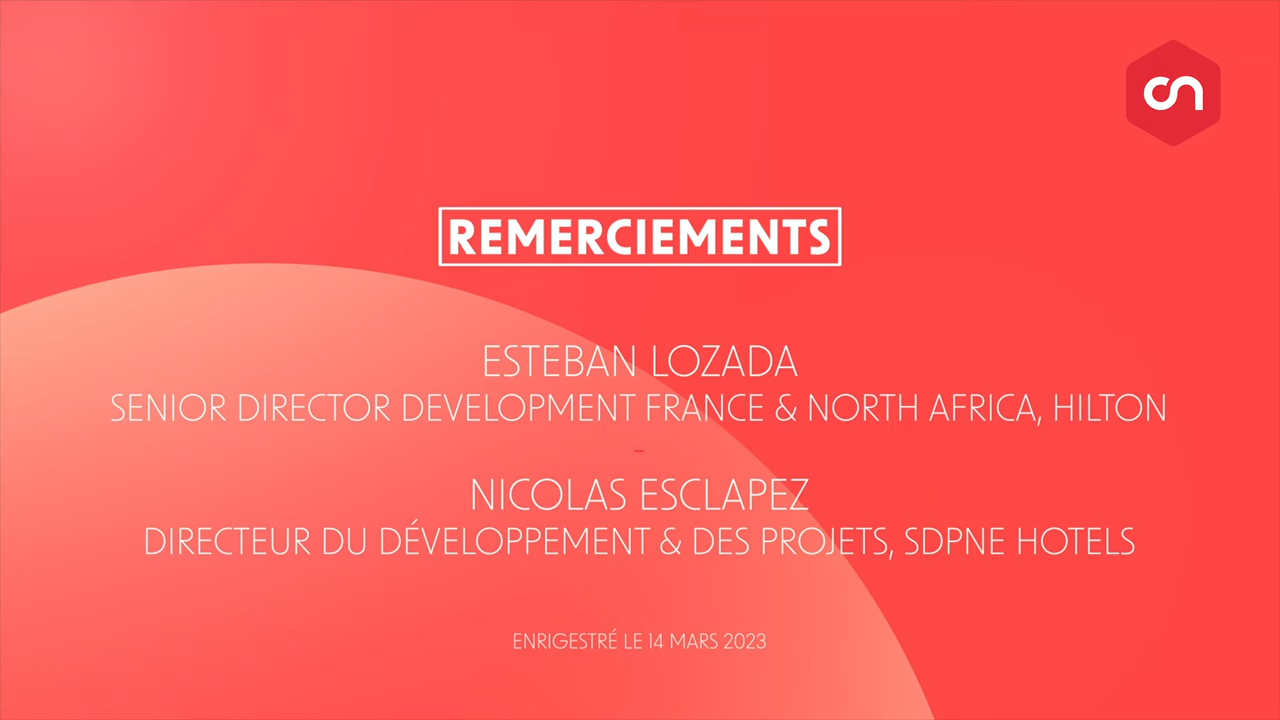 REMERCIEMENTS
ESTEBAN LOZADA
SENIOR DIRECTOR DEVELOPMENT FRANCE & NORTH AFRICA, HILTON
-
NICOLAS ESCLAPEZ
DIRECTEUR DU DÉVELOPPEMENT & DES PROJETS, SDPNE HOTELS
ENRIGESTRÉ LE 14 MARS 2023